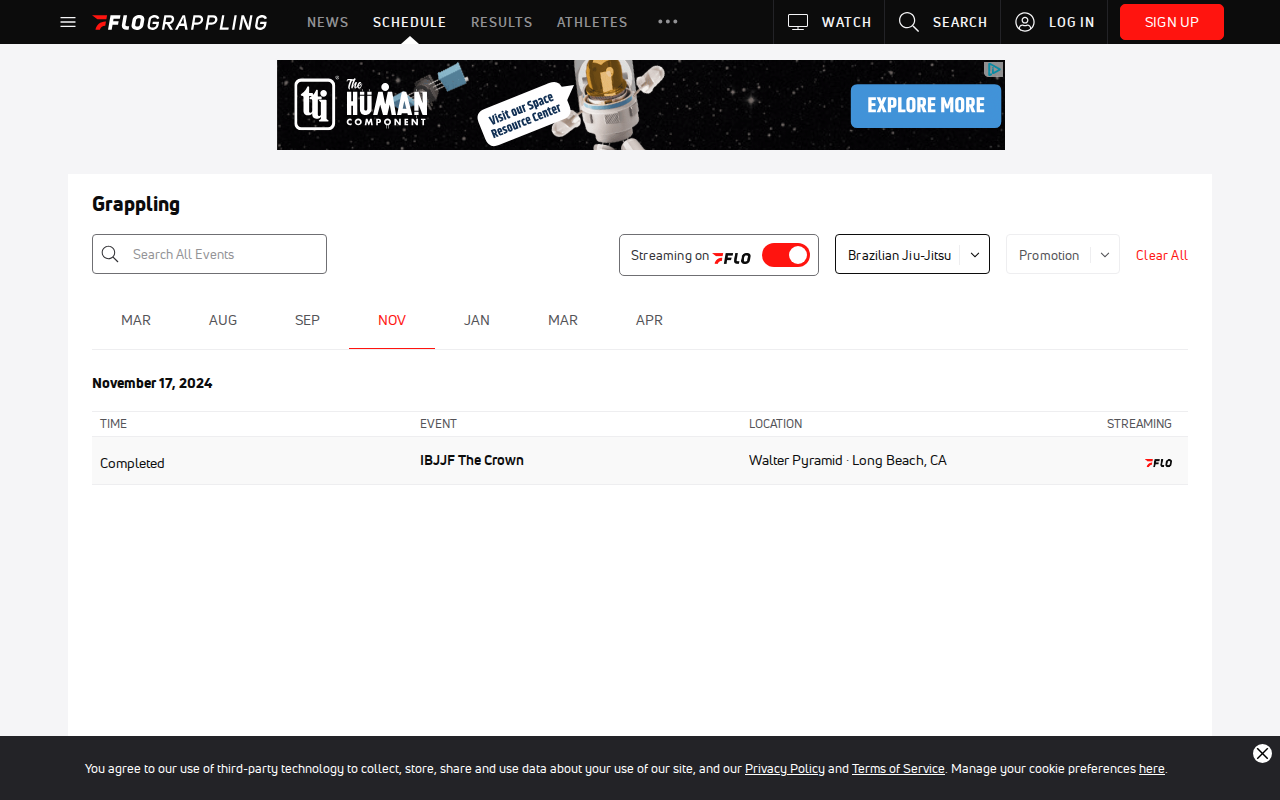 FLOGRAPPLING NEWS SCHEDULE RESULTS ATHLETES WATCH SEARCH LOG IN SIGN UP
tti The HUMAN COMPONENT Visit our Space Resource Center EXPLORE MORE
Grappling
Search All Events Streaming on FLO Brazilian Jiu-Jitsu Promotion Clear All
MAR AUG SEP NOV JAN MAR APR
November 17, 2024
TIME EVENT LOCATION STREAMING
Completed IBJJF The Crown Walter Pyramid · Long Beach, CA FLO
You agree to our use of third-party technology to collect, store, share and use data about your use of our site, and our Privacy Policy and Terms of Service. Manage your cookie preferences here.